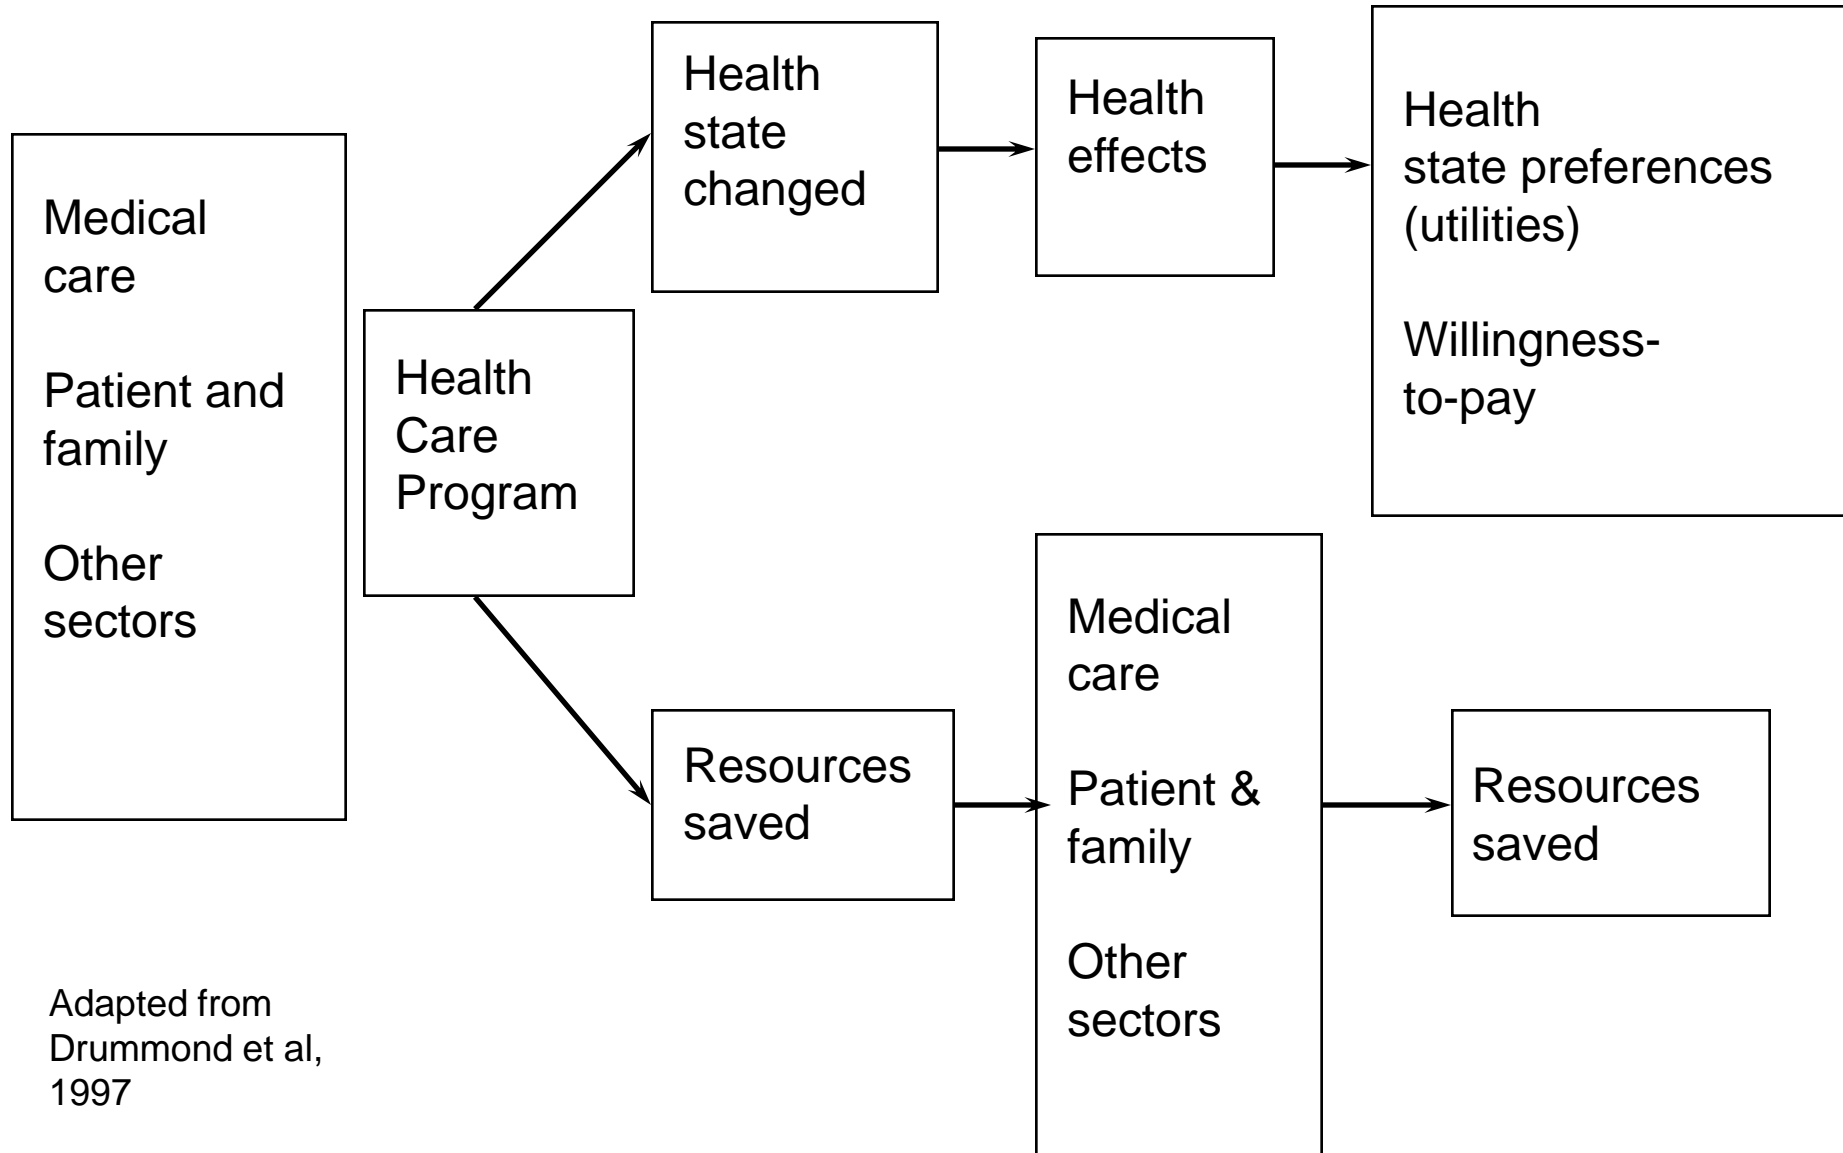 Medical
care
Patient and
family
Other
sectors
Health
Care
Program
Health
state
changed
Health
effects
Health
state preferences
(utilities)
Willingness-
to-pay
Resources
saved
Medical
care
Patient &
family
Other
sectors
Resources
saved
Adapted from
Drummond et al,
1997